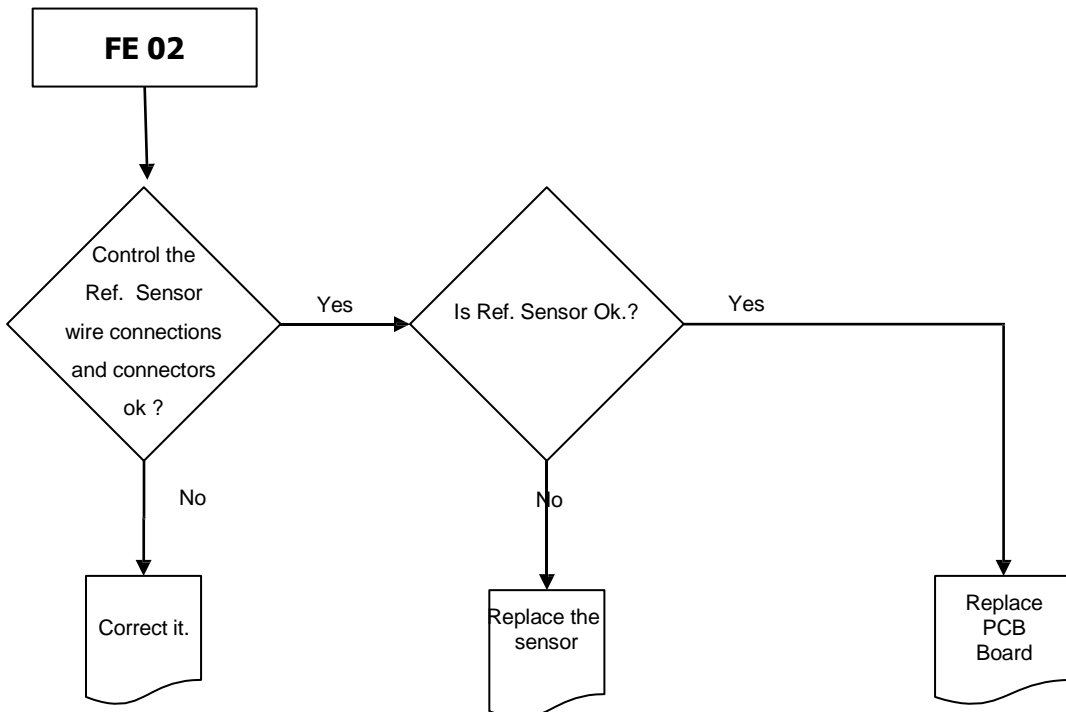 FE 02
Control the
Ref. Sensor
wire connections
and connectors
ok ?
Yes
Is Ref. Sensor Ok.?
Yes
No
No
Correct it.
Replace the
sensor
Replace
PCB
Board